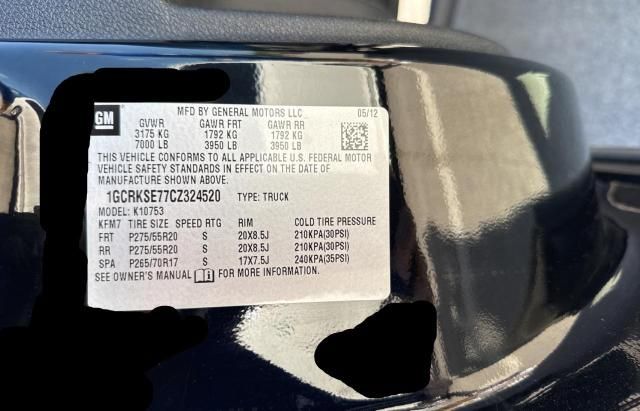 GM
MFD BY GENERAL MOTORS LLC 05/12
GVWR GAWR FRT GAWR RR
3175 KG 1792 KG 1792 KG
7000 LB 3950 LB 3950 LB
THIS VEHICLE CONFORMS TO ALL APPLICABLE U.S. FEDERAL MOTOR
VEHICLE SAFETY STANDARDS IN EFFECT ON THE DATE OF
MANUFACTURE SHOWN ABOVE.
1GCRKSE77CZ324520 TYPE: TRUCK
MODEL: K10753
KFM7 TIRE SIZE SPEED RTG RIM COLD TIRE PRESSURE
FRT P275/55R20 S 20X8.5J 210KPA(30PSI)
RR P275/55R20 S 20X8.5J 210KPA(30PSI)
SPA P265/70R17 S 17X7.5J 240KPA(35PSI)
SEE OWNER'S MANUAL FOR MORE INFORMATION.